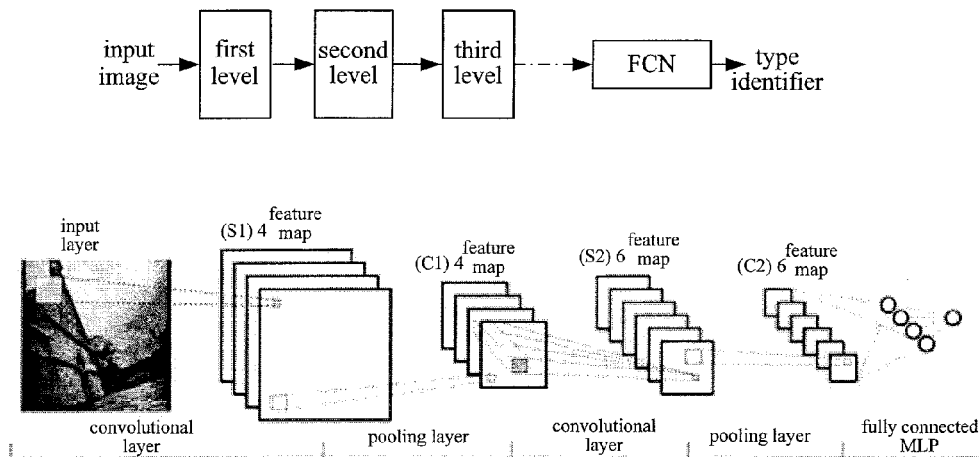 input
image
first
level
second
level
third
level
FCN
type
identifier
input
layer
(S1) 4 feature
map
(C1) 4 feature
map
(S2) 6 feature
map
(C2) 6 feature
map
convolutional
layer
pooling layer
convolutional
layer
pooling layer
fully connected
MLP